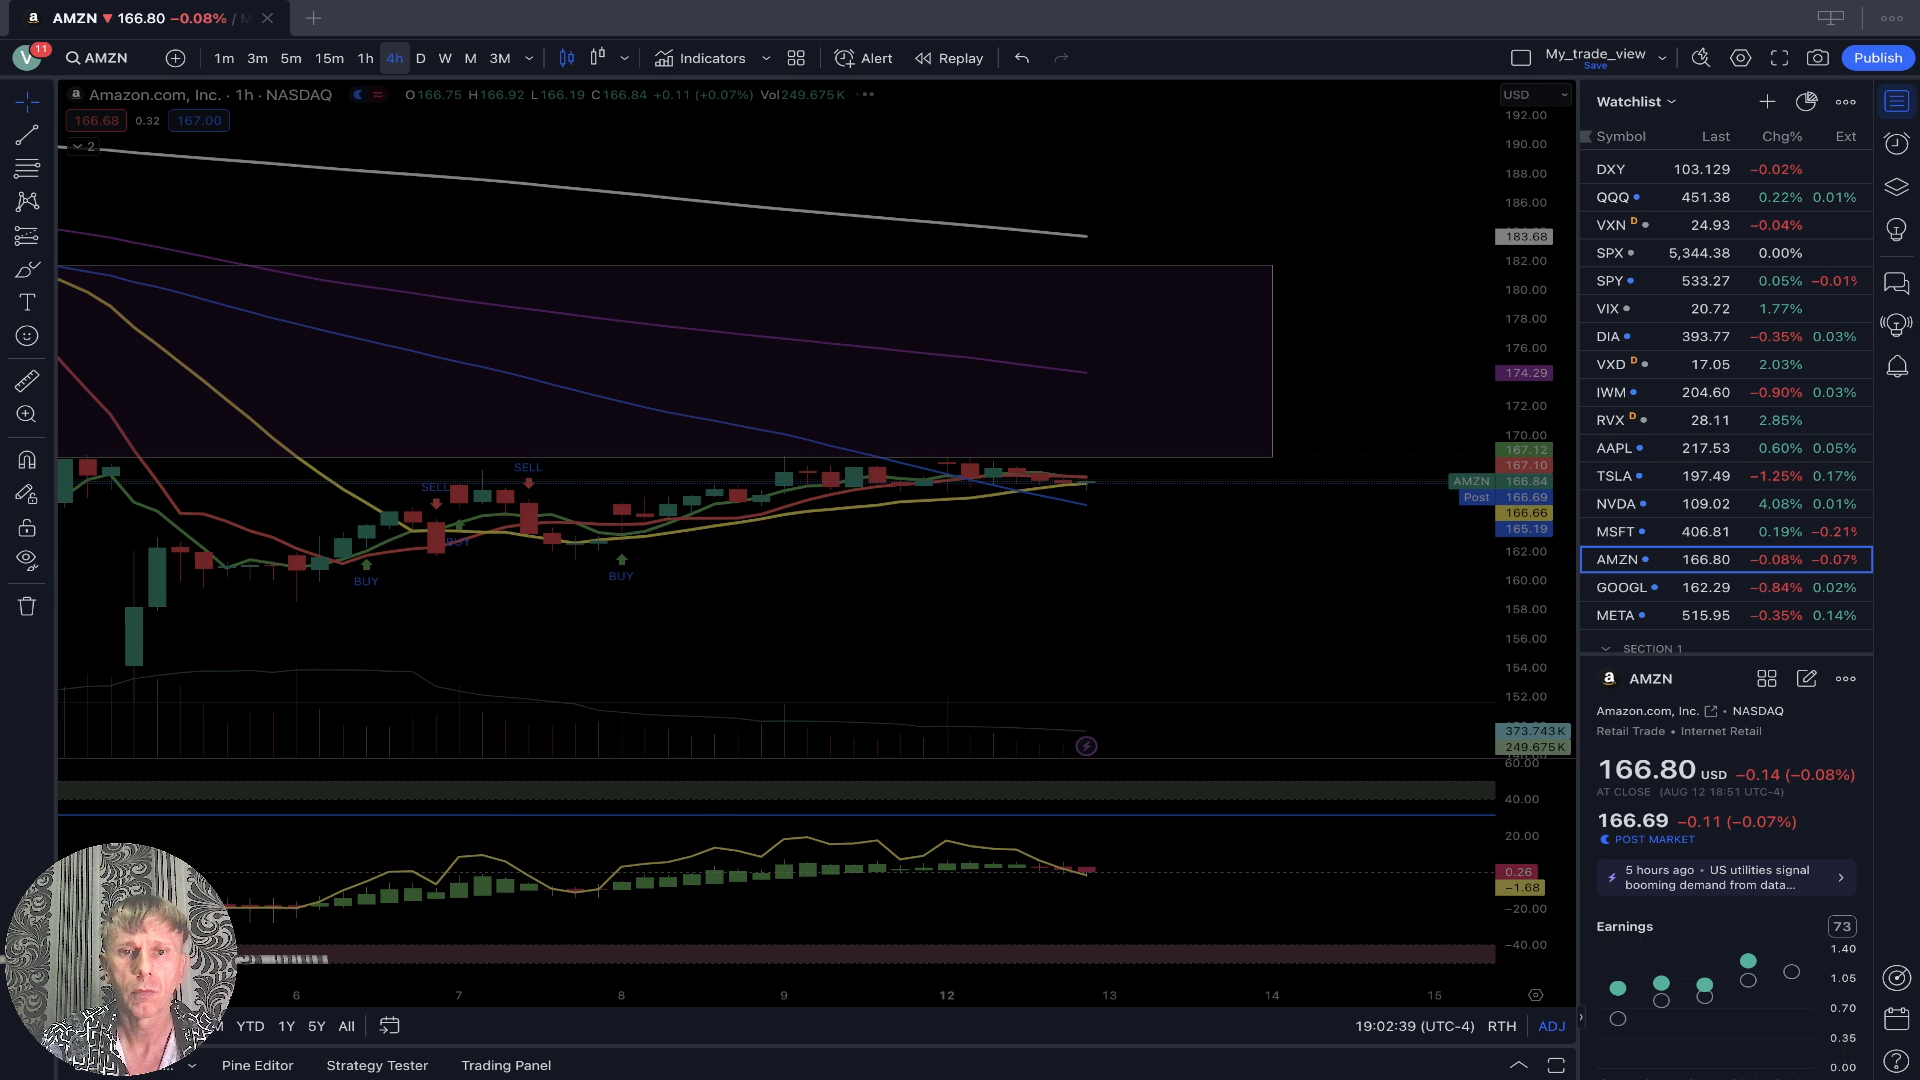 AMZN ▼ 166.80 −0.08% / M
11
V
AMZN
1m 3m 5m 15m 1h 4h D W M 3M
Indicators
Alert
Replay
My_trade_view
Save
Publish
Amazon.com, Inc. · 1h · NASDAQ
O166.75 H166.92 L166.19 C166.84 +0.11 (+0.07%) Vol249.675K
166.68 0.32 167.00
2
USD
192.00
190.00
188.00
186.00
183.68
182.00
180.00
178.00
176.00
174.29
172.00
170.00
167.12
167.10
AMZN 166.84
Post 166.69
166.66
165.19
162.00
160.00
158.00
156.00
154.00
152.00
373.743K
249.675K
60.00
40.00
20.00
0.26
−1.68
−20.00
−40.00
SELL
SELL
BUY
BUY
BUY
6 7 8 9 12 13 14 15
YTD 1Y 5Y All
19:02:39 (UTC-4) RTH ADJ
Pine Editor Strategy Tester Trading Panel
Watchlist
Symbol Last Chg% Ext
DXY 103.129 −0.02%
QQQ 451.38 0.22% 0.01%
VXN D 24.93 −0.04%
SPX 5,344.38 0.00%
SPY 533.27 0.05% −0.01%
VIX 20.72 1.77%
DIA 393.77 −0.35% 0.03%
VXD D 17.05 2.03%
IWM 204.60 −0.90% 0.03%
RVX D 28.11 2.85%
AAPL 217.53 0.60% 0.05%
TSLA 197.49 −1.25% 0.17%
NVDA 109.02 4.08% 0.01%
MSFT 406.81 0.19% −0.21%
AMZN 166.80 −0.08% −0.07%
GOOGL 162.29 −0.84% 0.02%
META 515.95 −0.35% 0.14%
SECTION 1
AMZN
Amazon.com, Inc. • NASDAQ
Retail Trade • Internet Retail
166.80 USD −0.14 (−0.08%)
AT CLOSE (AUG 12 18:51 UTC-4)
166.69 −0.11 (−0.07%)
POST MARKET
5 hours ago • US utilities signal
booming demand from data...
Earnings 73
1.40
1.05
0.70
0.35
0.00